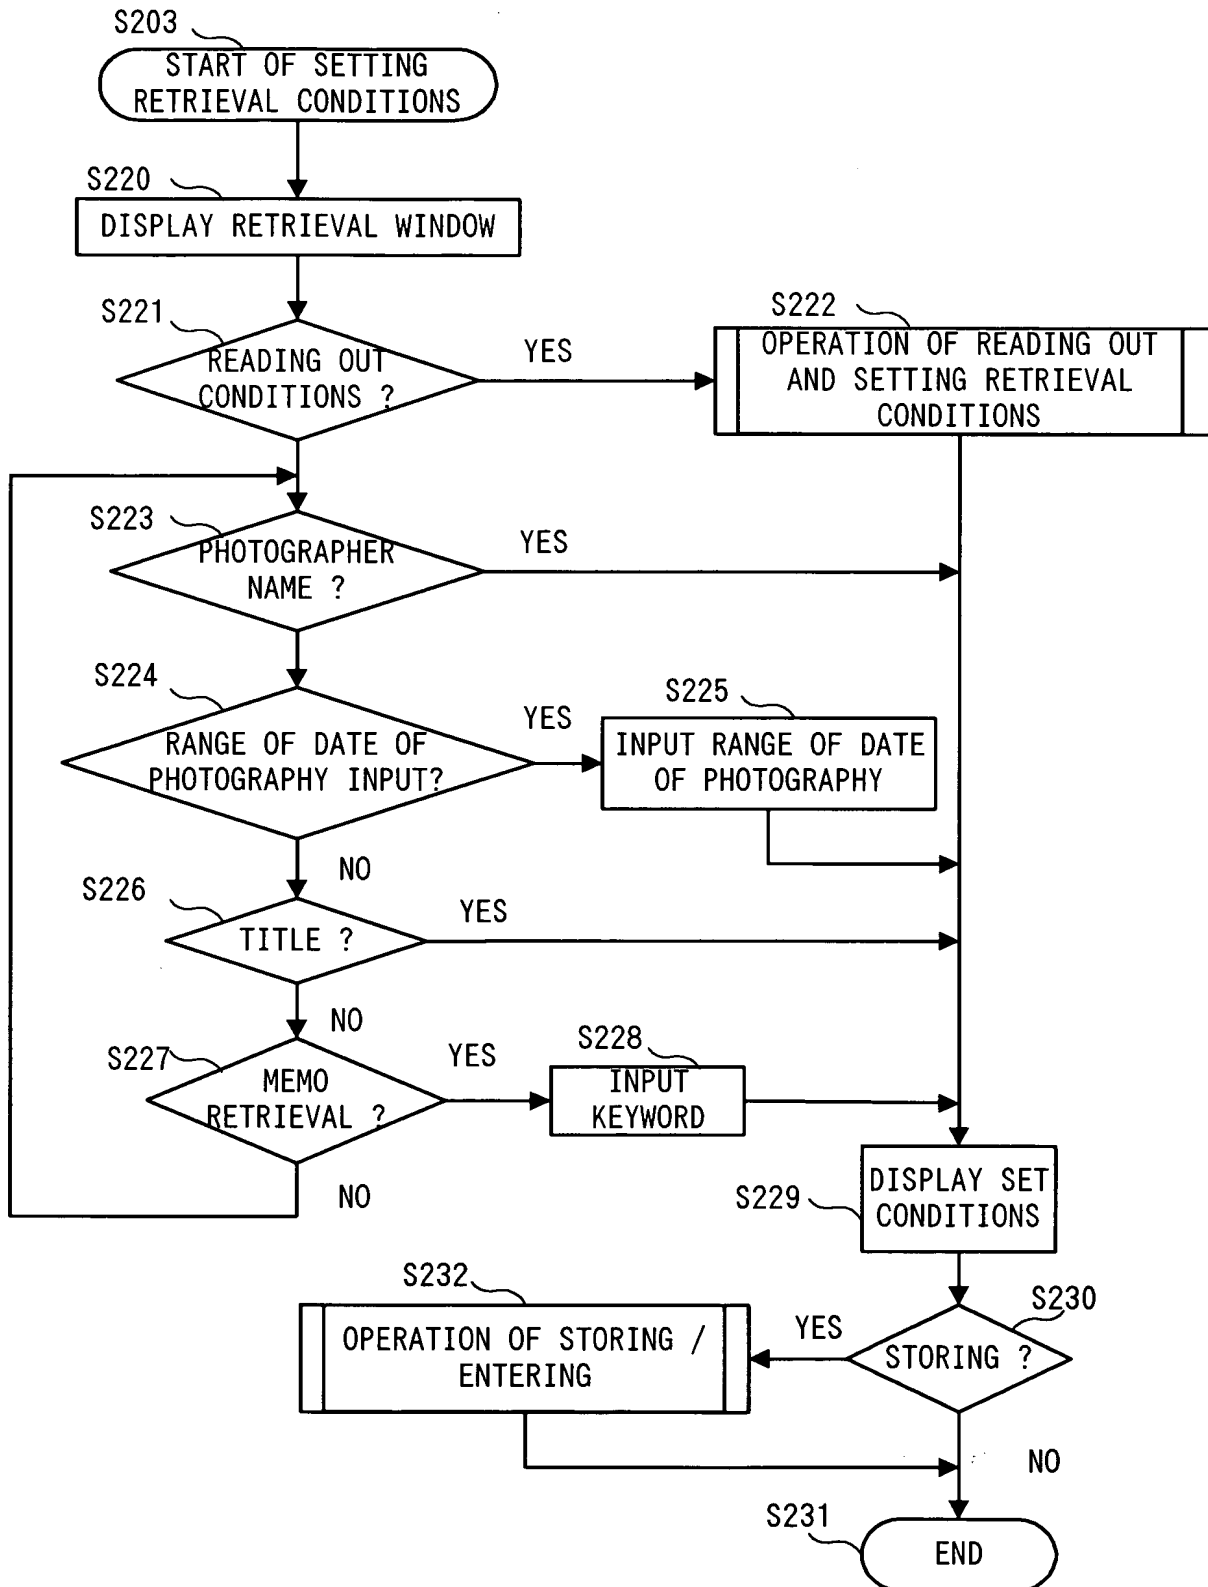 S203
START OF SETTING
RETRIEVAL CONDITIONS
S220
DISPLAY RETRIEVAL WINDOW
S221
READING OUT
CONDITIONS ?
YES
S222
OPERATION OF READING OUT
AND SETTING RETRIEVAL
CONDITIONS
S223
PHOTOGRAPHER
NAME ?
YES
S224
RANGE OF DATE OF
PHOTOGRAPHY INPUT?
YES
S225
INPUT RANGE OF DATE
OF PHOTOGRAPHY
NO
S226
TITLE ?
YES
NO
S227
MEMO
RETRIEVAL ?
YES
S228
INPUT
KEYWORD
NO
S229
DISPLAY SET
CONDITIONS
S230
STORING ?
YES
S232
OPERATION OF STORING /
ENTERING
NO
S231
END